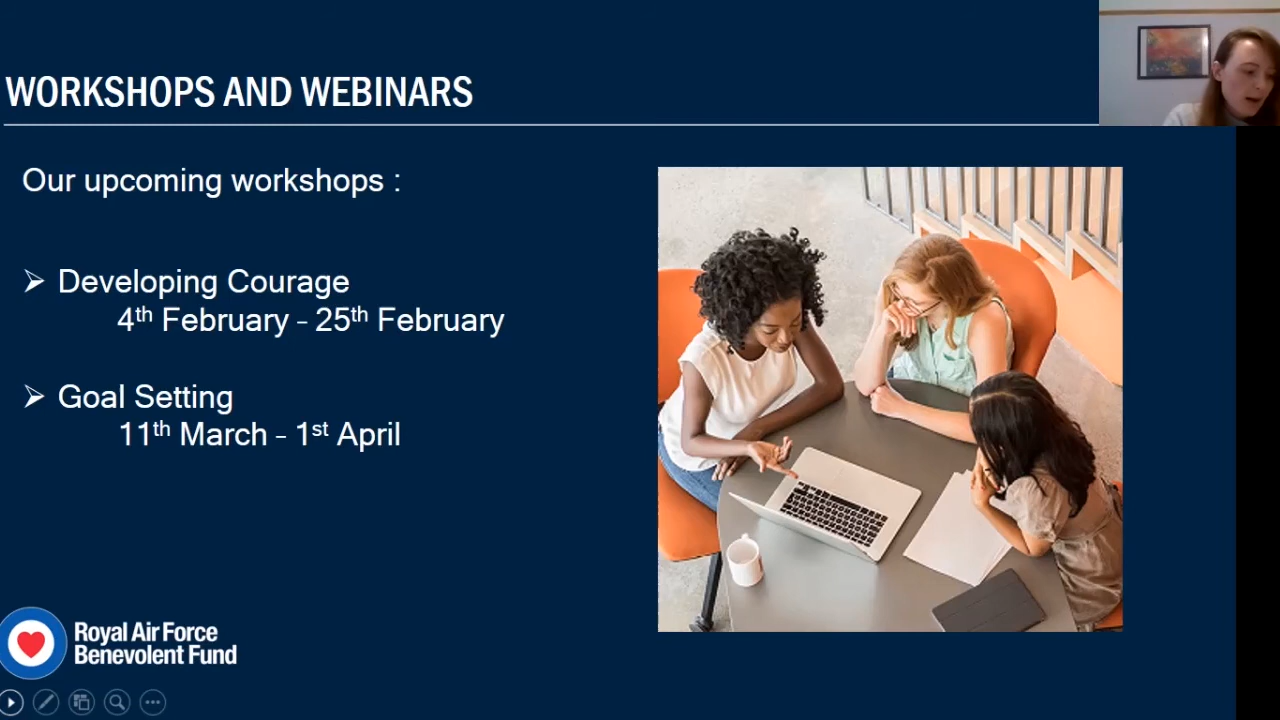 WORKSHOPS AND WEBINARS
Our upcoming workshops :
➢ Developing Courage
4th February – 25th February
➢ Goal Setting
11th March – 1st April
Royal Air Force
Benevolent Fund